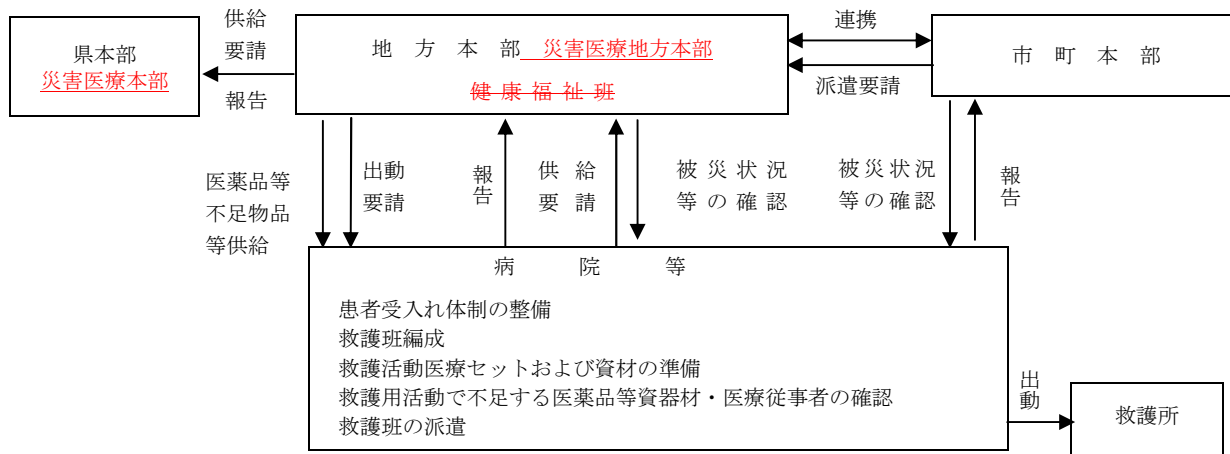 供給
要請
県本部
災害医療本部
報告
地　方　本　部　災害医療地方本部
健 康 福 祉 班
連携
派遣要請
市　町　本　部
医薬品等
不足物品
等供給
出動
要請
報告
供　給
要　請
被 災 状 況
等 の 確 認
被災状況
等の確認
報告
病　院　等
患者受入れ体制の整備
救護班編成
救護活動医療セットおよび資材の準備
救護用活動で不足する医薬品等資器材・医療従事者の確認
救護班の派遣
出動
救護所